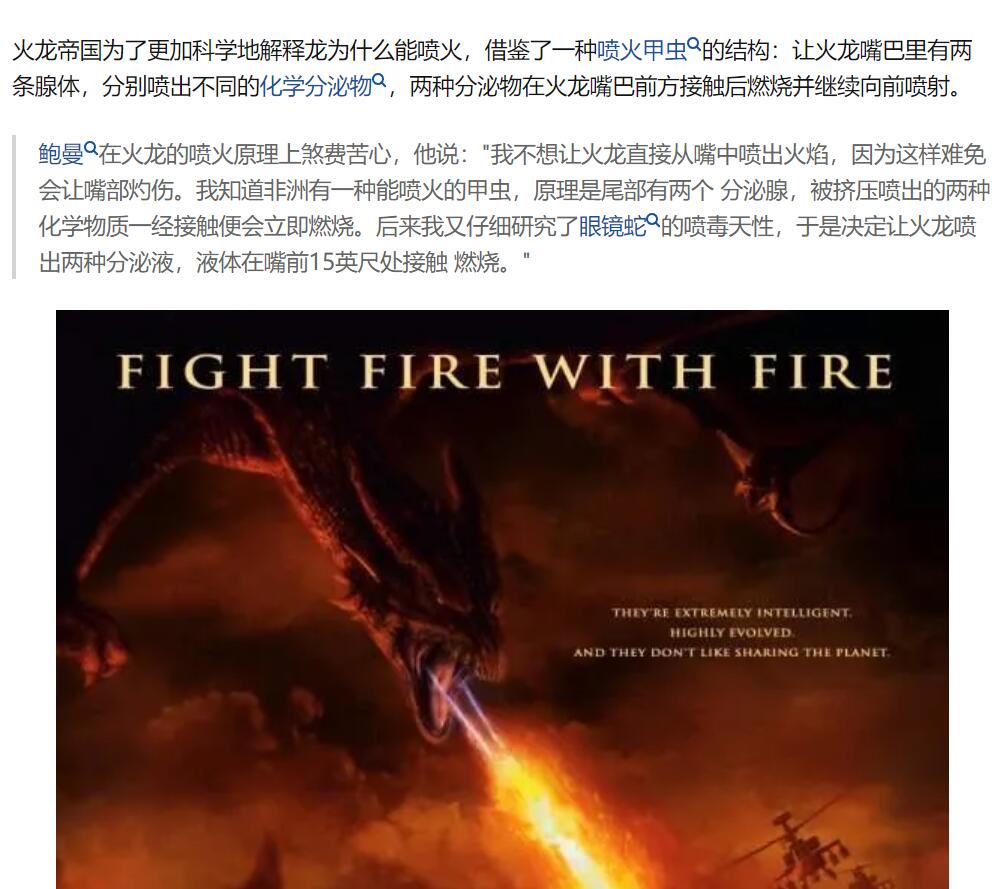 火龙帝国为了更加科学地解释龙为什么能喷火，借鉴了一种喷火甲虫的结构：让火龙嘴巴里有两
条腺体，分别喷出不同的化学分泌物，两种分泌物在火龙嘴巴前方接触后燃烧并继续向前喷射。
鲍曼在火龙的喷火原理上煞费苦心，他说："我不想让火龙直接从嘴中喷出火焰，因为这样难免
会让嘴部灼伤。我知道非洲有一种能喷火的甲虫，原理是尾部有两个 分泌腺，被挤压喷出的两种
化学物质一经接触便会立即燃烧。后来我又仔细研究了眼镜蛇的喷毒天性，于是决定让火龙喷
出两种分泌液，液体在嘴前15英尺处接触 燃烧。"
FIGHT FIRE WITH FIRE
THEY'RE EXTREMELY INTELLIGENT.
HIGHLY EVOLVED.
AND THEY DON'T LIKE SHARING THE PLANET.